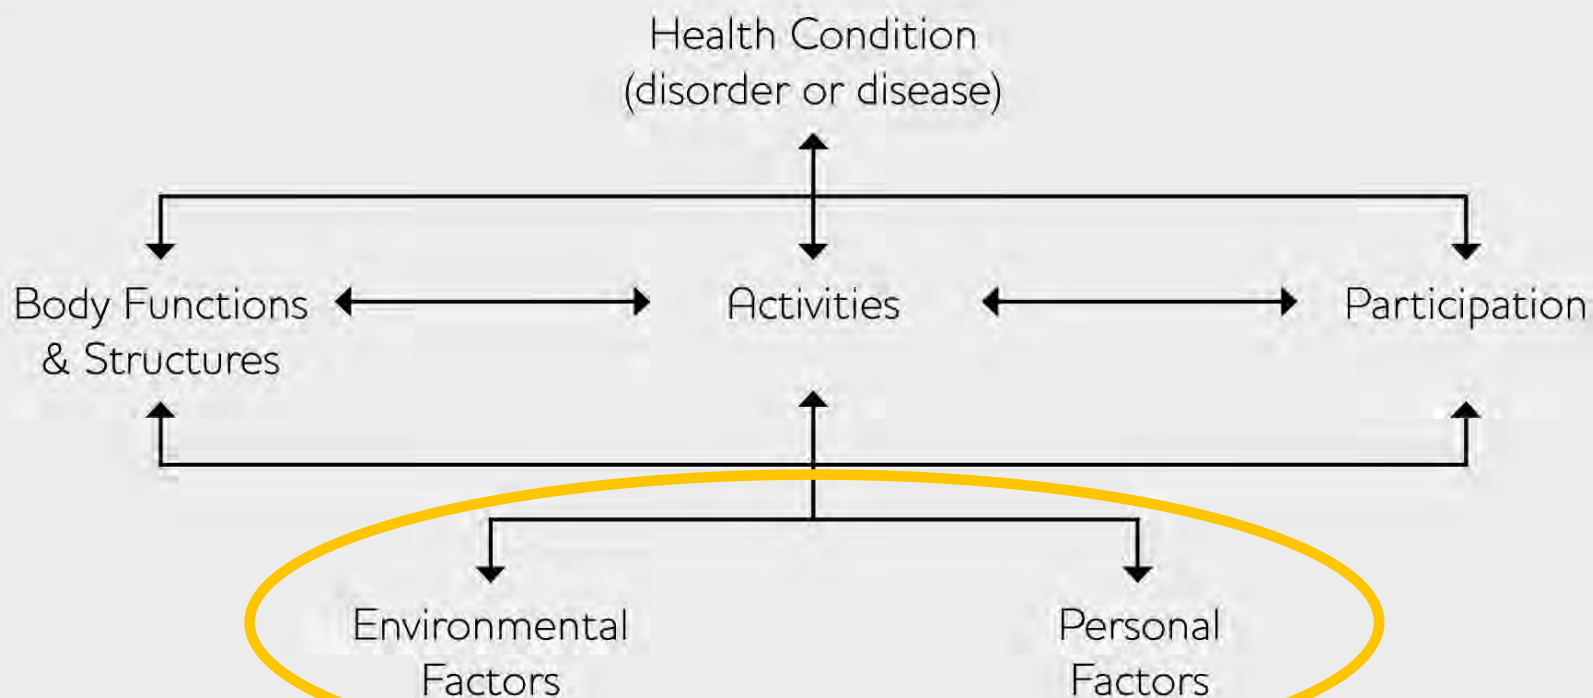 Health Condition
(disorder or disease)
Body Functions
& Structures
Activities
Participation
Environmental
Factors
Personal
Factors